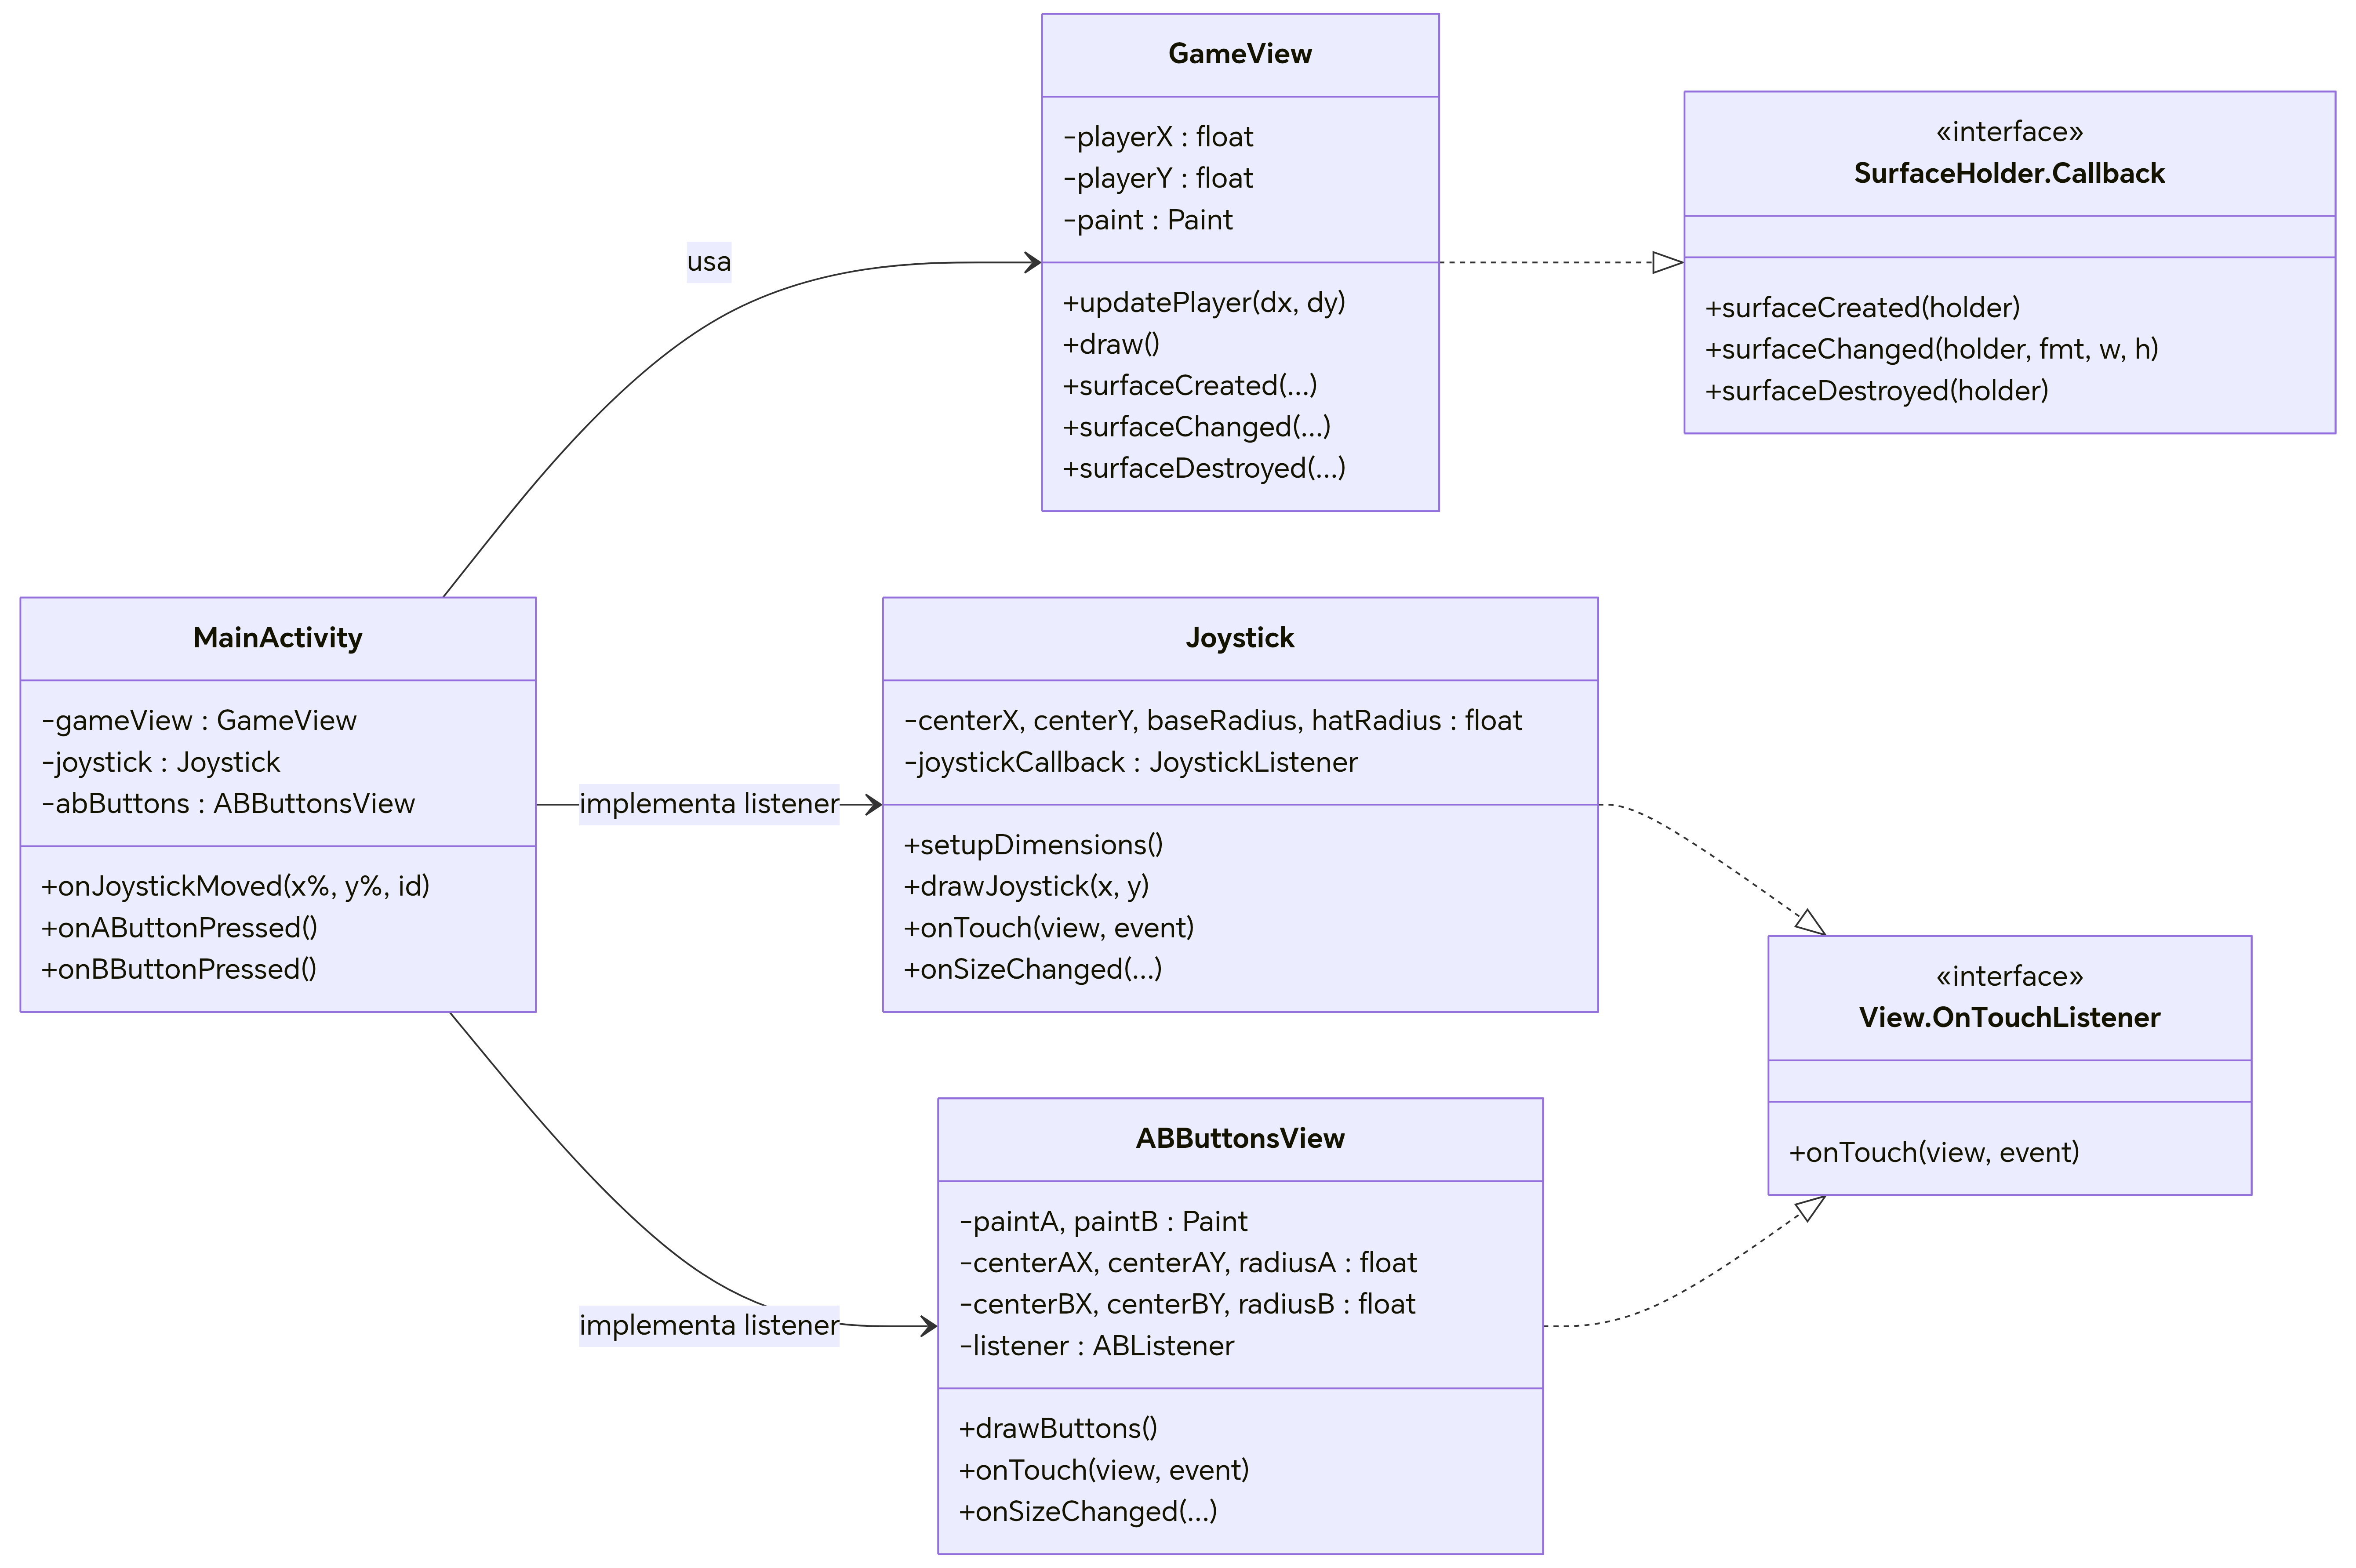 GameView
-playerX : float
-playerY : float
-paint : Paint
+updatePlayer(dx, dy)
+draw()
+surfaceCreated(...)
+surfaceChanged(...)
+surfaceDestroyed(...)
«interface»
SurfaceHolder.Callback
+surfaceCreated(holder)
+surfaceChanged(holder, fmt, w, h)
+surfaceDestroyed(holder)
usa
MainActivity
-gameView : GameView
-joystick : Joystick
-abButtons : ABButtonsView
+onJoystickMoved(x%, y%, id)
+onAButtonPressed()
+onBButtonPressed()
implementa listener
Joystick
-centerX, centerY, baseRadius, hatRadius : float
-joystickCallback : JoystickListener
+setupDimensions()
+drawJoystick(x, y)
+onTouch(view, event)
+onSizeChanged(...)
«interface»
View.OnTouchListener
+onTouch(view, event)
implementa listener
ABButtonsView
-paintA, paintB : Paint
-centerAX, centerAY, radiusA : float
-centerBX, centerBY, radiusB : float
-listener : ABListener
+drawButtons()
+onTouch(view, event)
+onSizeChanged(...)